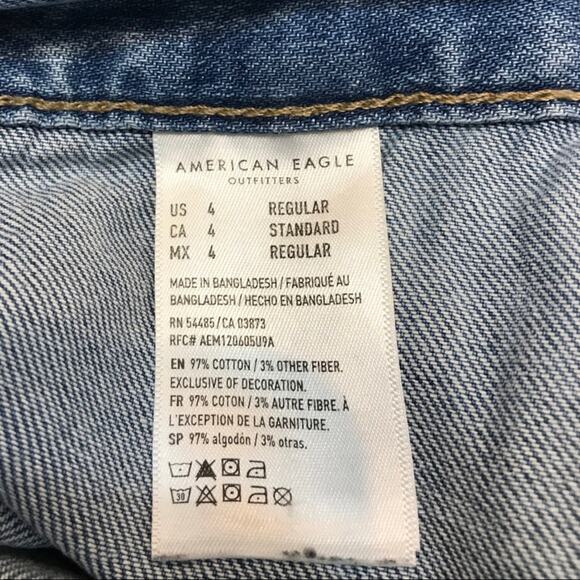 AMERICAN EAGLE
OUTFITTERS
US 4 REGULAR
CA 4 STANDARD
MX 4 REGULAR
MADE IN BANGLADESH / FABRIQUÉ AU
BANGLADESH / HECHO EN BANGLADESH
RN 54485 / CA 03873
RFC# AEM120605U9A
EN 97% COTTON / 3% OTHER FIBER.
EXCLUSIVE OF DECORATION.
FR 97% COTON / 3% AUTRE FIBRE. À
L'EXCEPTION DE LA GARNITURE.
SP 97% algodón / 3% otras.
30